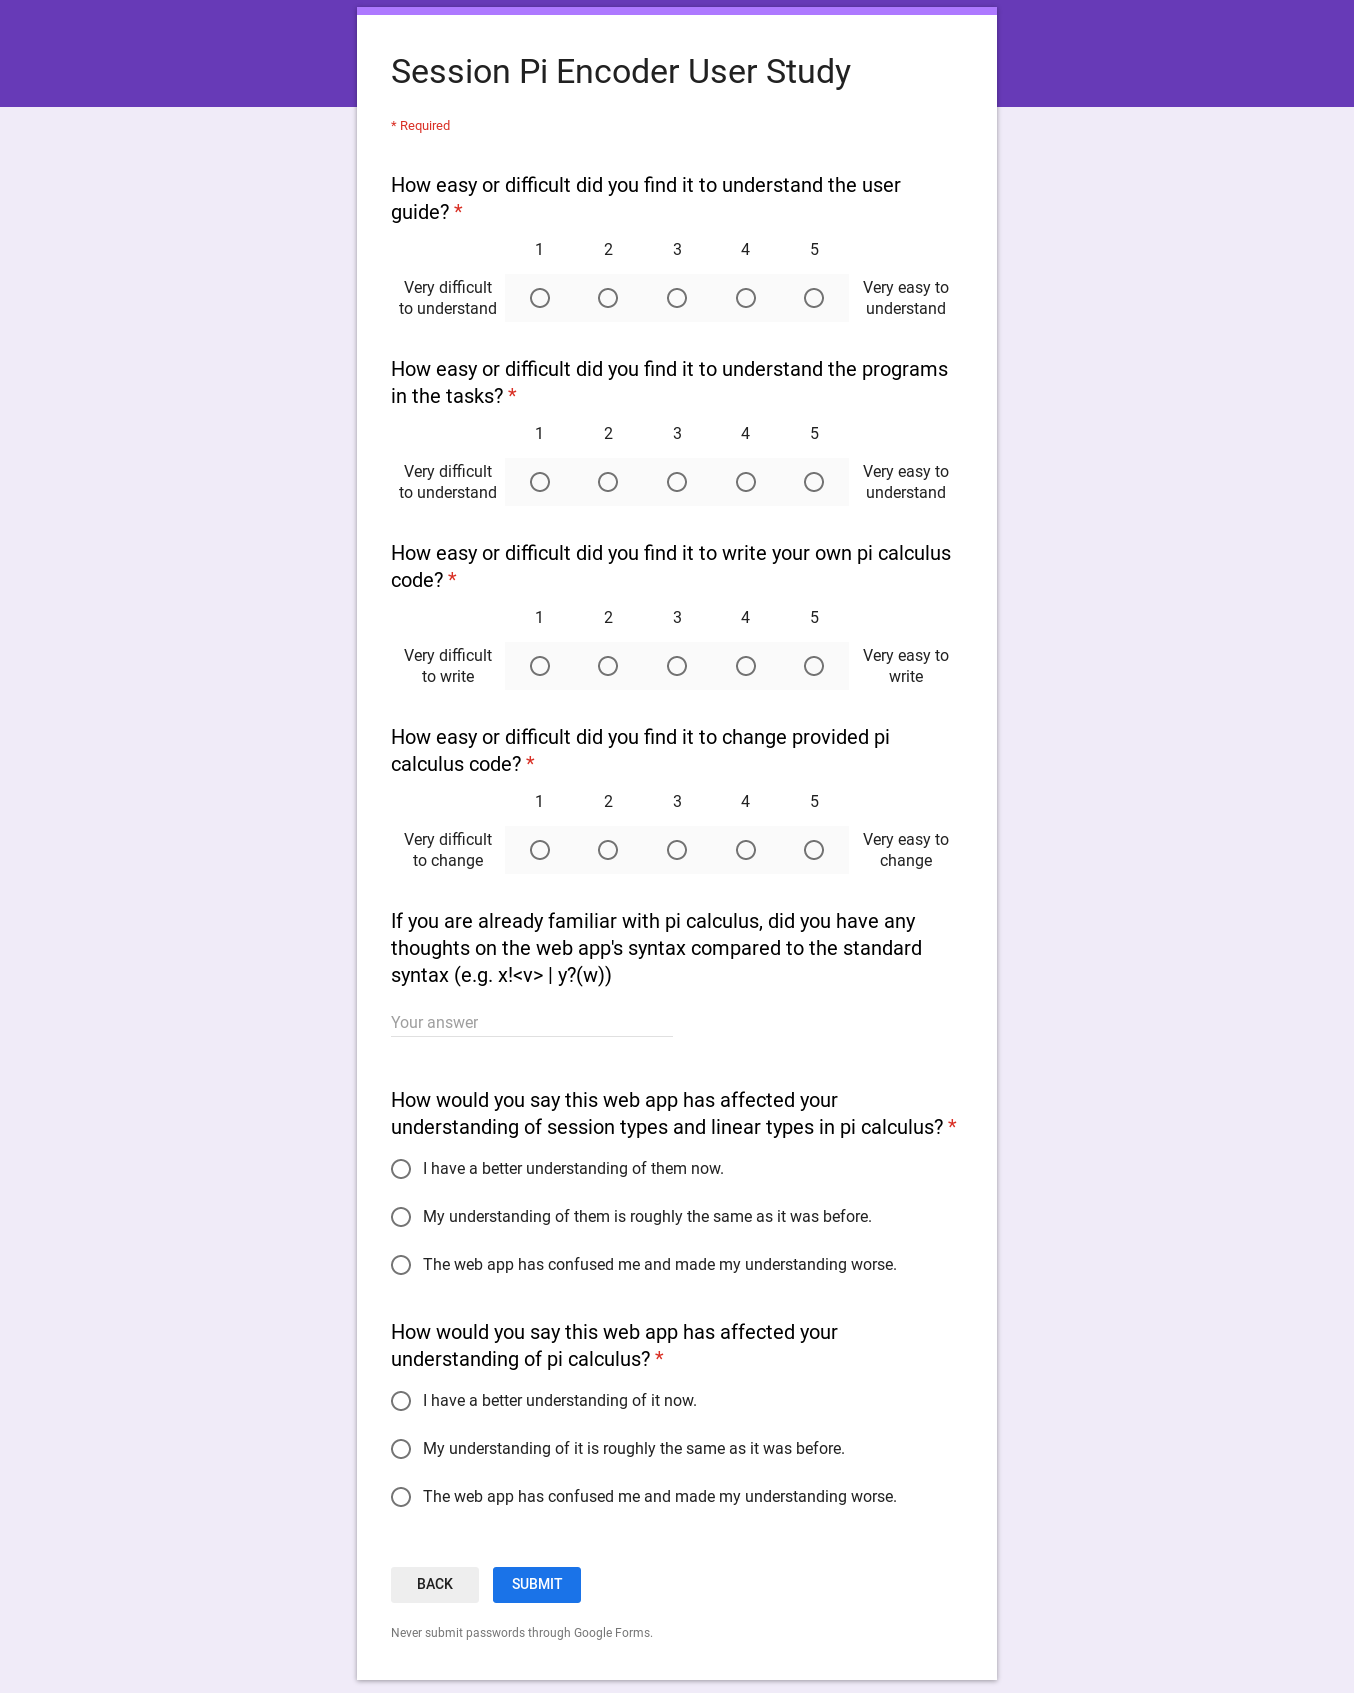 Session Pi Encoder User Study
* Required
How easy or difficult did you find it to understand the user
guide? *
1 2 3 4 5
Very difficult
to understand
Very easy to
understand
How easy or difficult did you find it to understand the programs
in the tasks? *
1 2 3 4 5
Very difficult
to understand
Very easy to
understand
How easy or difficult did you find it to write your own pi calculus
code? *
1 2 3 4 5
Very difficult
to write
Very easy to
write
How easy or difficult did you find it to change provided pi
calculus code? *
1 2 3 4 5
Very difficult
to change
Very easy to
change
If you are already familiar with pi calculus, did you have any
thoughts on the web app's syntax compared to the standard
syntax (e.g. x!<v> | y?(w))
Your answer
How would you say this web app has affected your
understanding of session types and linear types in pi calculus? *
I have a better understanding of them now.
My understanding of them is roughly the same as it was before.
The web app has confused me and made my understanding worse.
How would you say this web app has affected your
understanding of pi calculus? *
I have a better understanding of it now.
My understanding of it is roughly the same as it was before.
The web app has confused me and made my understanding worse.
BACK SUBMIT
Never submit passwords through Google Forms.